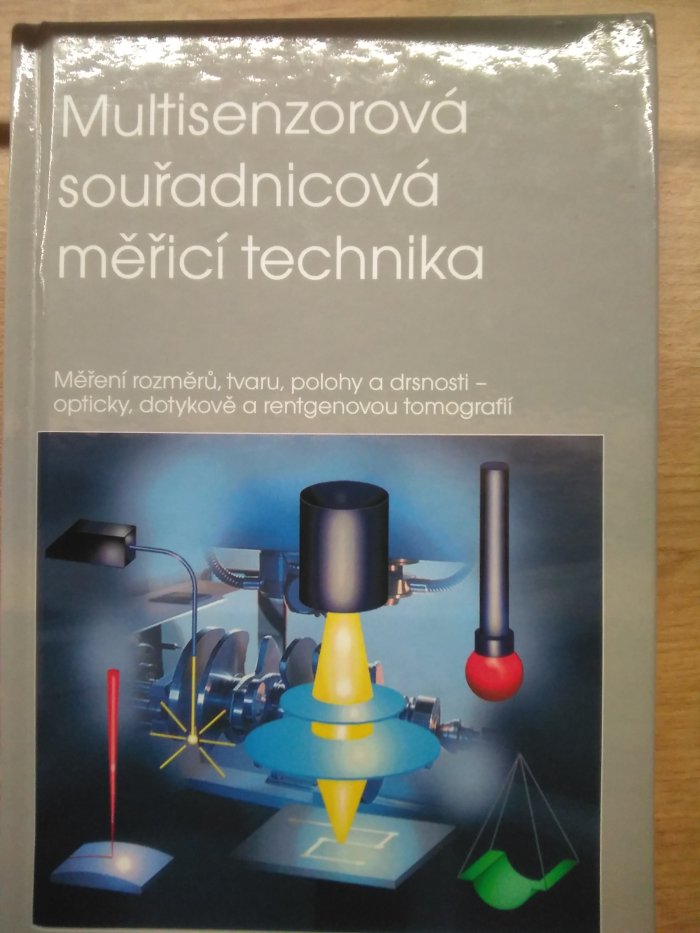 Multisenzorová
souřadnicová
měřicí technika
Měření rozměrů, tvaru, polohy a drsnosti –
opticky, dotykově a rentgenovou tomografií